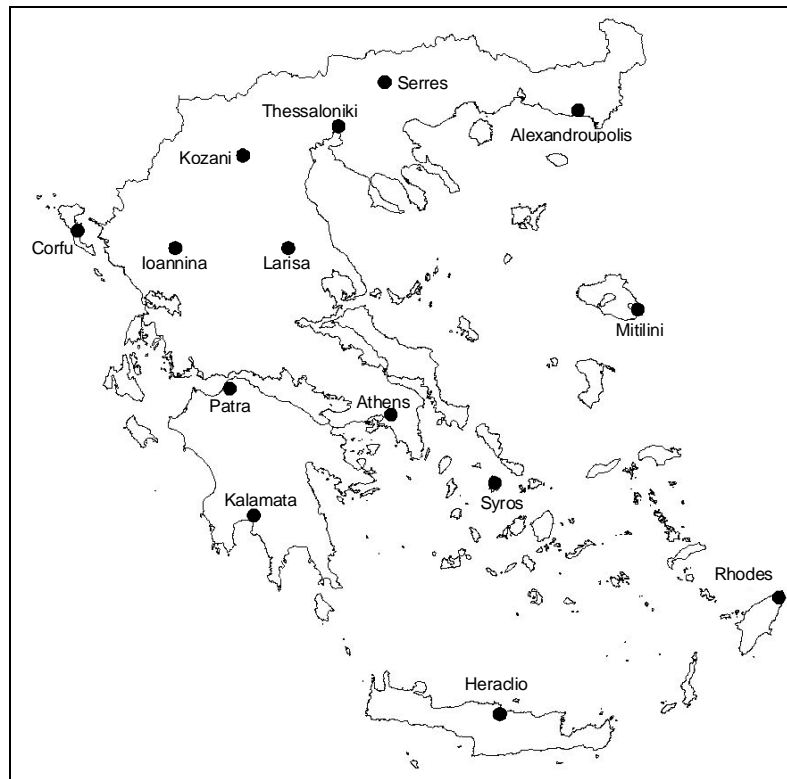 Serres
Thessaloniki
Alexandroupolis
Kozani
Corfu
Ioannina
Larisa
Mitilini
Patra
Athens
Kalamata
Syros
Rhodes
Heraclio